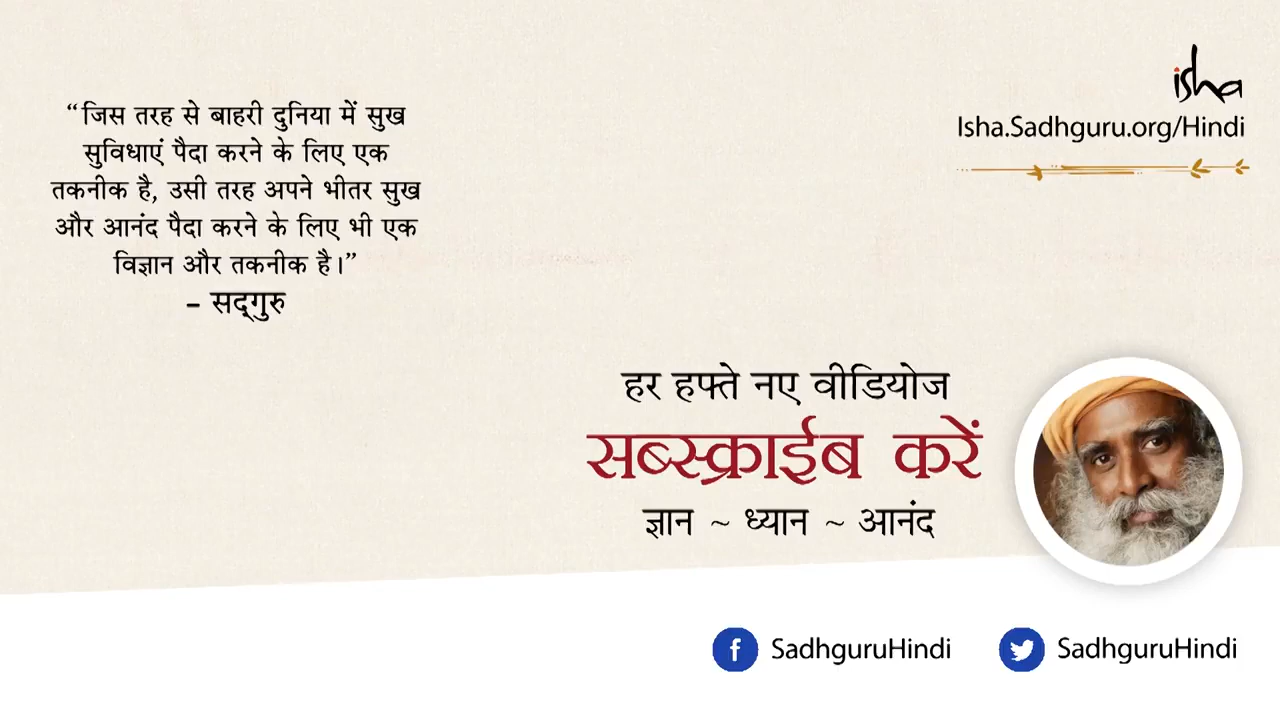 “जिस तरह से बाहरी दुनिया में सुख
सुविधाएं पैदा करने के लिए एक
तकनीक है, उसी तरह अपने भीतर सुख
और आनंद पैदा करने के लिए भी एक
विज्ञान और तकनीक है।”
– सद्‌गुरु
isha
Isha.Sadhguru.org/Hindi
हर हफ्ते नए वीडियोज
सब्स्क्राईब करें
ज्ञान ~ ध्यान ~ आनंद
SadhguruHindi
SadhguruHindi